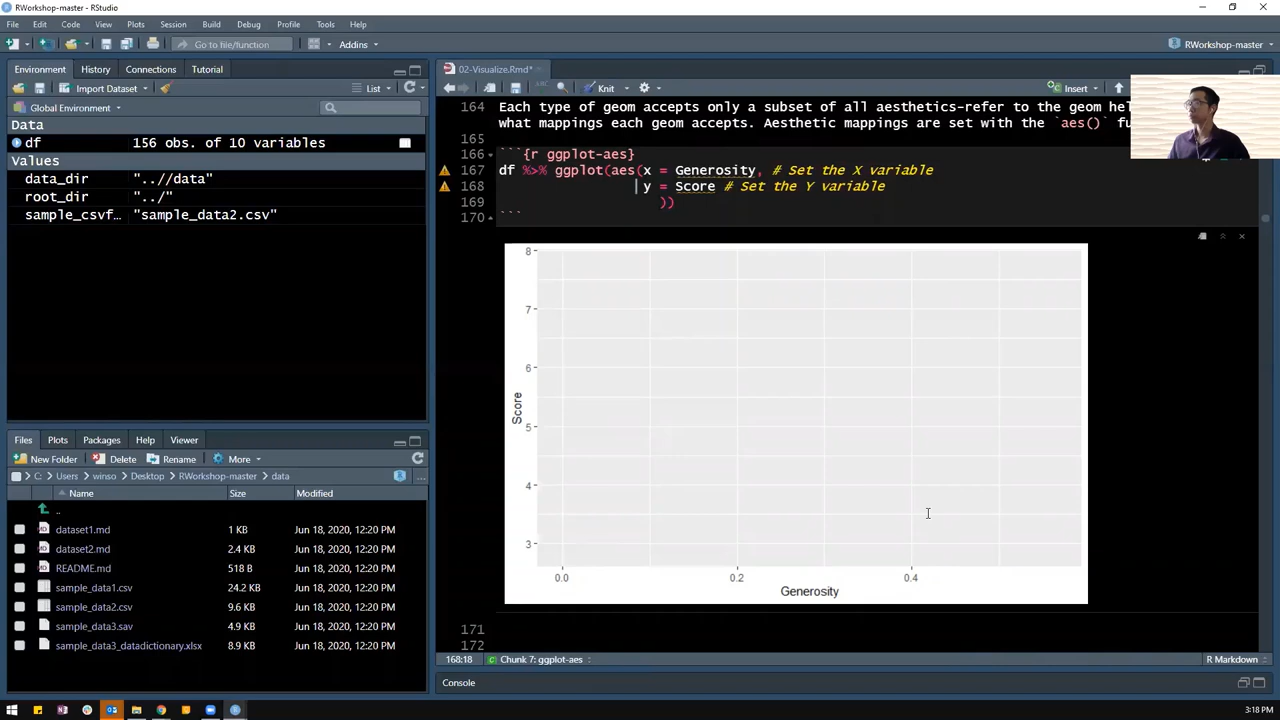 RWorkshop-master - RStudio
File Edit Code View Plots Session Build Debug Profile Tools Help
Go to file/function Addins RWorkshop-master
Environment History Connections Tutorial
Import Dataset List
Global Environment
Data
df 156 obs. of 10 variables
Values
data_dir "..//data"
root_dir "../"
sample_csvf… "sample_data2.csv"
Files Plots Packages Help Viewer
New Folder Delete Rename More
C: Users winso Desktop RWorkshop-master data ...
Name Size Modified
..
dataset1.md 1 KB Jun 18, 2020, 12:20 PM
dataset2.md 2.4 KB Jun 18, 2020, 12:20 PM
README.md 518 B Jun 18, 2020, 12:20 PM
sample_data1.csv 24.2 KB Jun 18, 2020, 12:20 PM
sample_data2.csv 9.6 KB Jun 18, 2020, 12:20 PM
sample_data3.sav 4.9 KB Jun 18, 2020, 12:20 PM
sample_data3_datadictionary.xlsx 8.9 KB Jun 18, 2020, 12:20 PM
02-Visualize.Rmd*
Knit Insert
164 Each type of geom accepts only a subset of all aesthetics-refer to the geom hel
what mappings each geom accepts. Aesthetic mappings are set with the `aes()` fu
165
166 ```{r ggplot-aes}
167 df %>% ggplot(aes(x = Generosity, # Set the X variable
168 y = Score # Set the Y variable
169 ))
170 ```
8
7
6
5
4
3
Score
0.0 0.2 0.4
Generosity
171
172
168:18 Chunk 7: ggplot-aes R Markdown
Console
3:18 PM